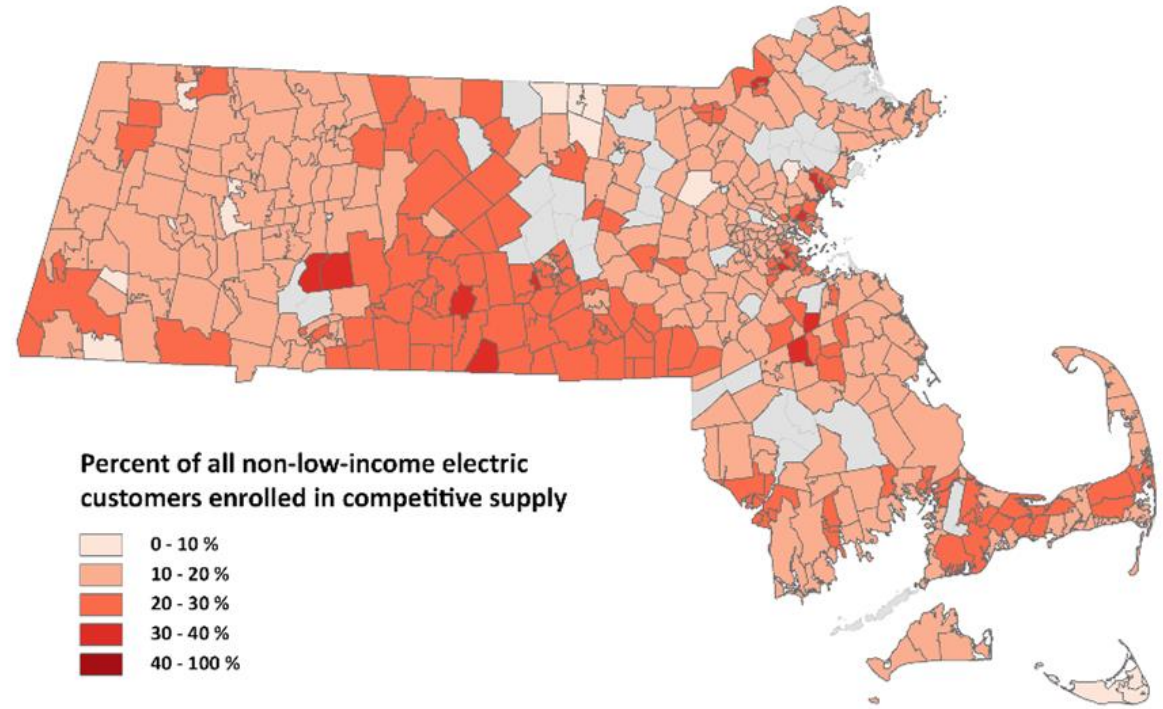 Percent of all non-low-income electric
customers enrolled in competitive supply
0 - 10 %
10 - 20 %
20 - 30 %
30 - 40 %
40 - 100 %